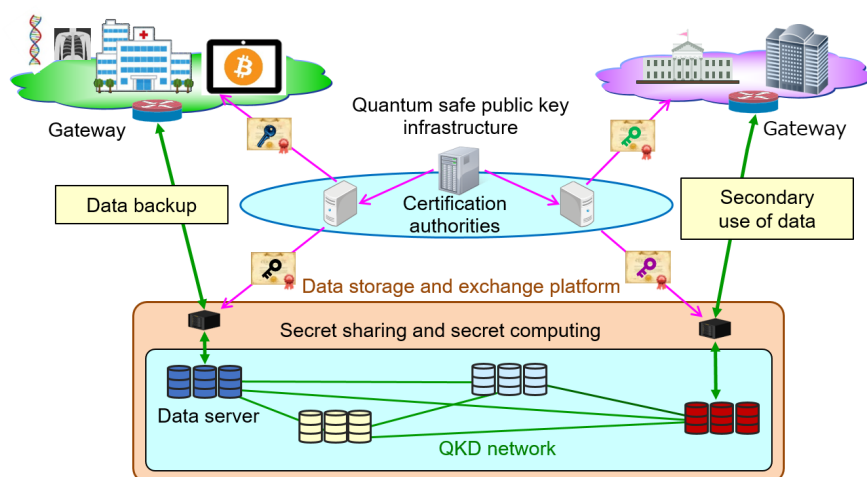 Quantum safe public key
infrastructure
Gateway
Gateway
Data backup
Certification
authorities
Secondary
use of data
Data storage and exchange platform
Secret sharing and secret computing
Data server
QKD network